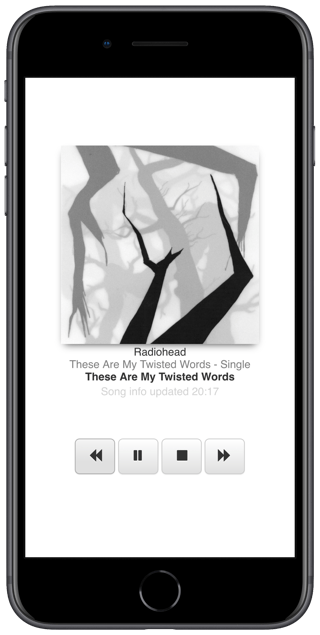 Radiohead
These Are My Twisted Words - Single
These Are My Twisted Words
Song info updated 20:17